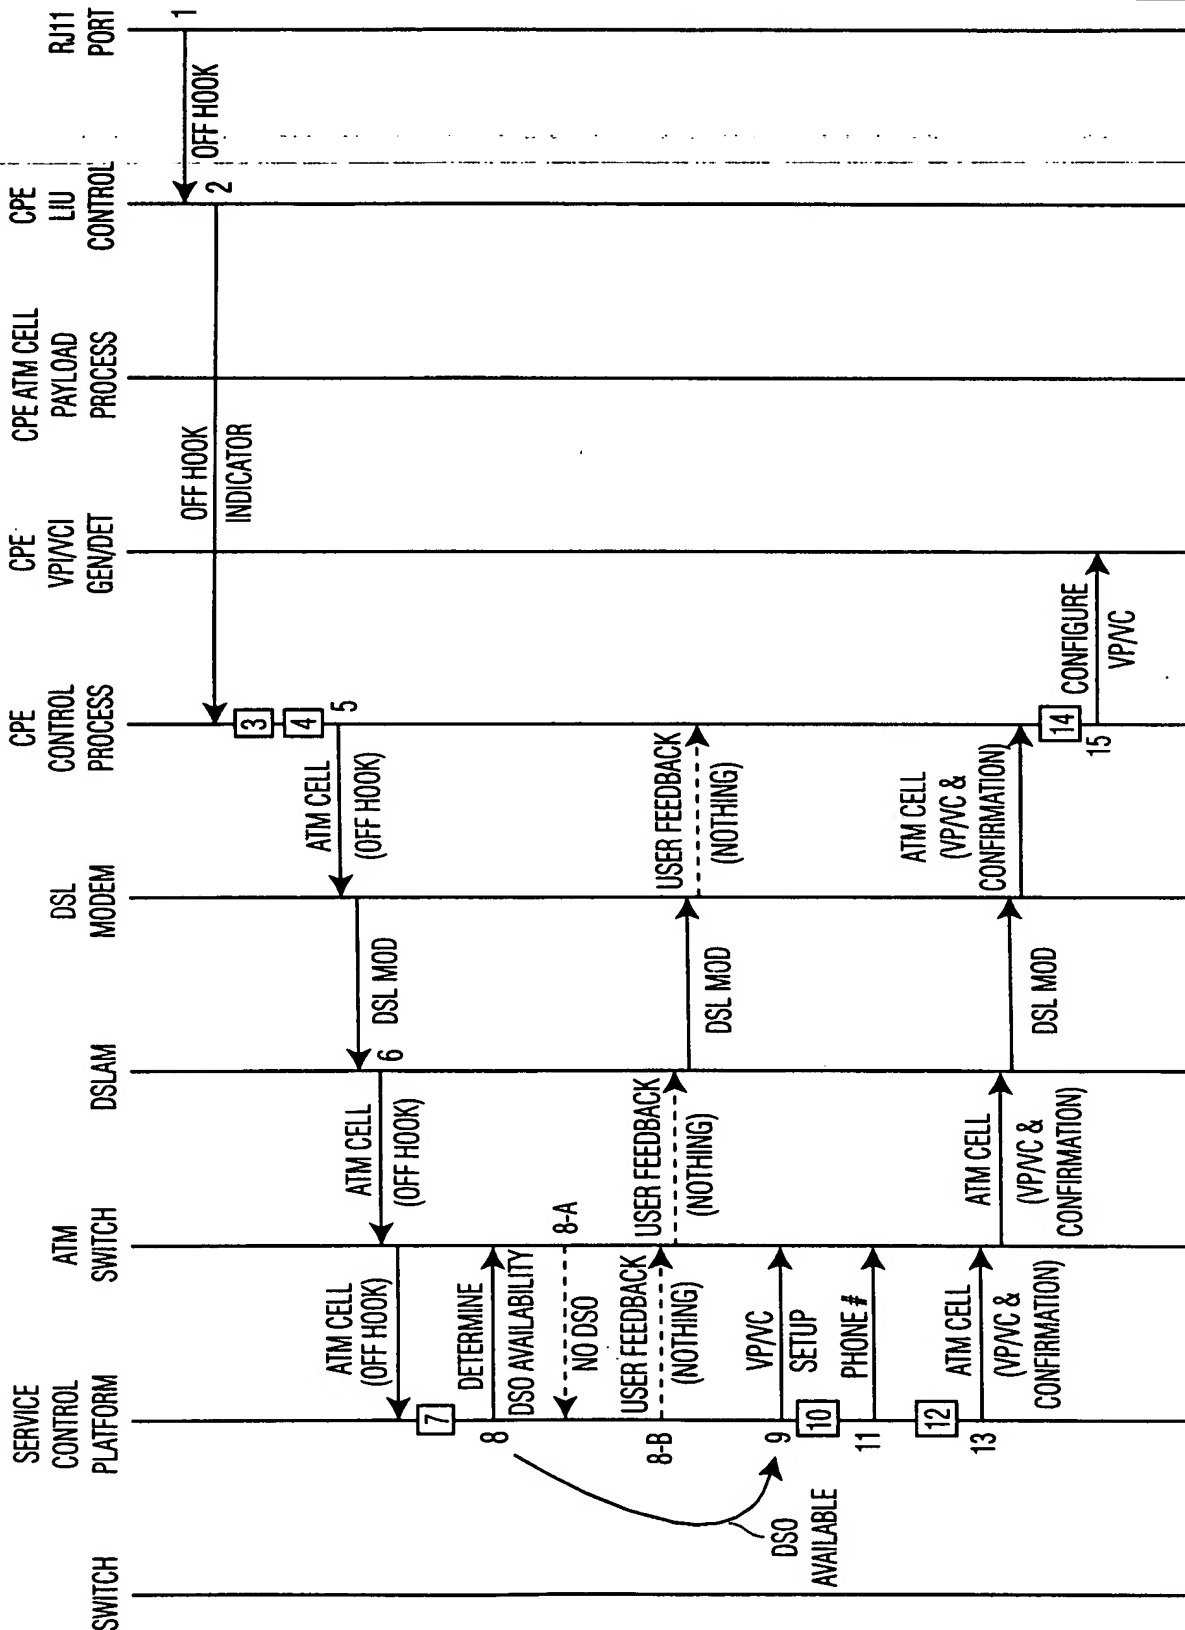 SWITCH
SERVICE
CONTROL
PLATFORM
ATM
SWITCH
DSLAM
DSL
MODEM
CPE
CONTROL
PROCESS
CPE
VPI/VCI
GEN/DET
CPE ATM CELL
PAYLOAD
PROCESS
CPE
LIU
CONTROL
RJ11
PORT
1
OFF HOOK
2
OFF HOOK
INDICATOR
3
4
5
ATM CELL
(OFF HOOK)
DSL MOD
6
ATM CELL
(OFF HOOK)
ATM CELL
(OFF HOOK)
7
8
DETERMINE
DSO AVAILABILITY
8-A
NO DSO
8-B
USER FEEDBACK
(NOTHING)
USER FEEDBACK
(NOTHING)
DSL MOD
USER FEEDBACK
(NOTHING)
DSO
AVAILABLE
9
VP/VC
SETUP
10
11
PHONE #
12
13
ATM CELL
(VP/VC &
CONFIRMATION)
ATM CELL
(VP/VC &
CONFIRMATION)
DSL MOD
ATM CELL
(VP/VC &
CONFIRMATION)
14
15
CONFIGURE
VP/VC